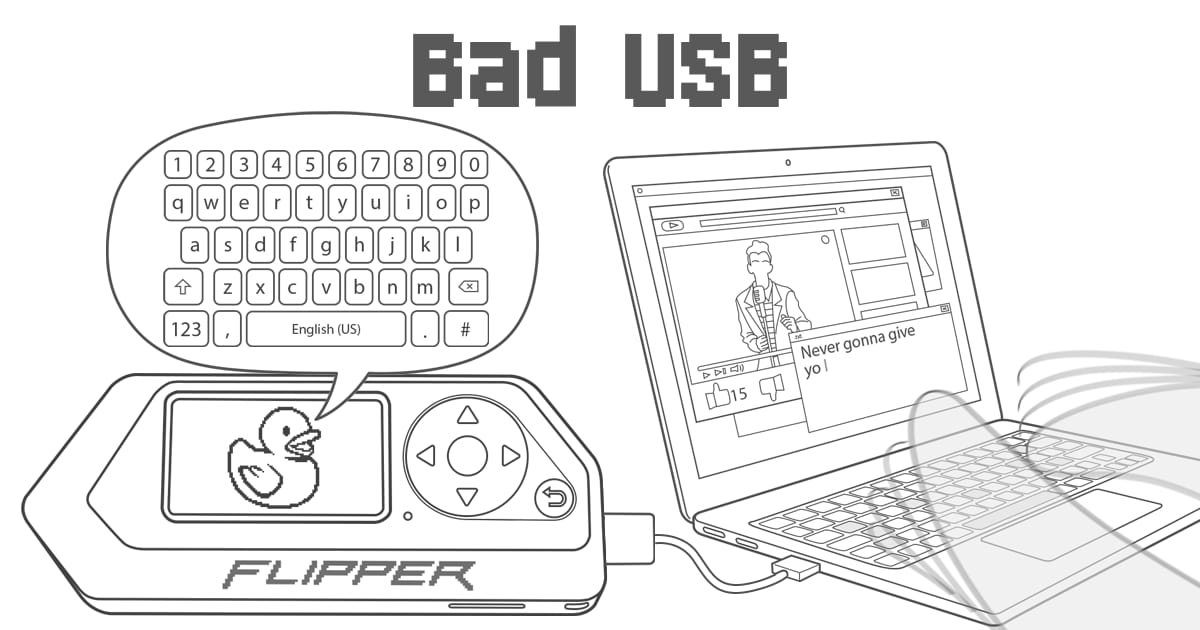 Bad USB
1 2 3 4 5 6 7 8 9 0
q w e r t y u i o p
a s d f g h j k l
z x c v b n m
123 , English (US) . #
FLIPPER
15
.txt
Never gonna give
yo